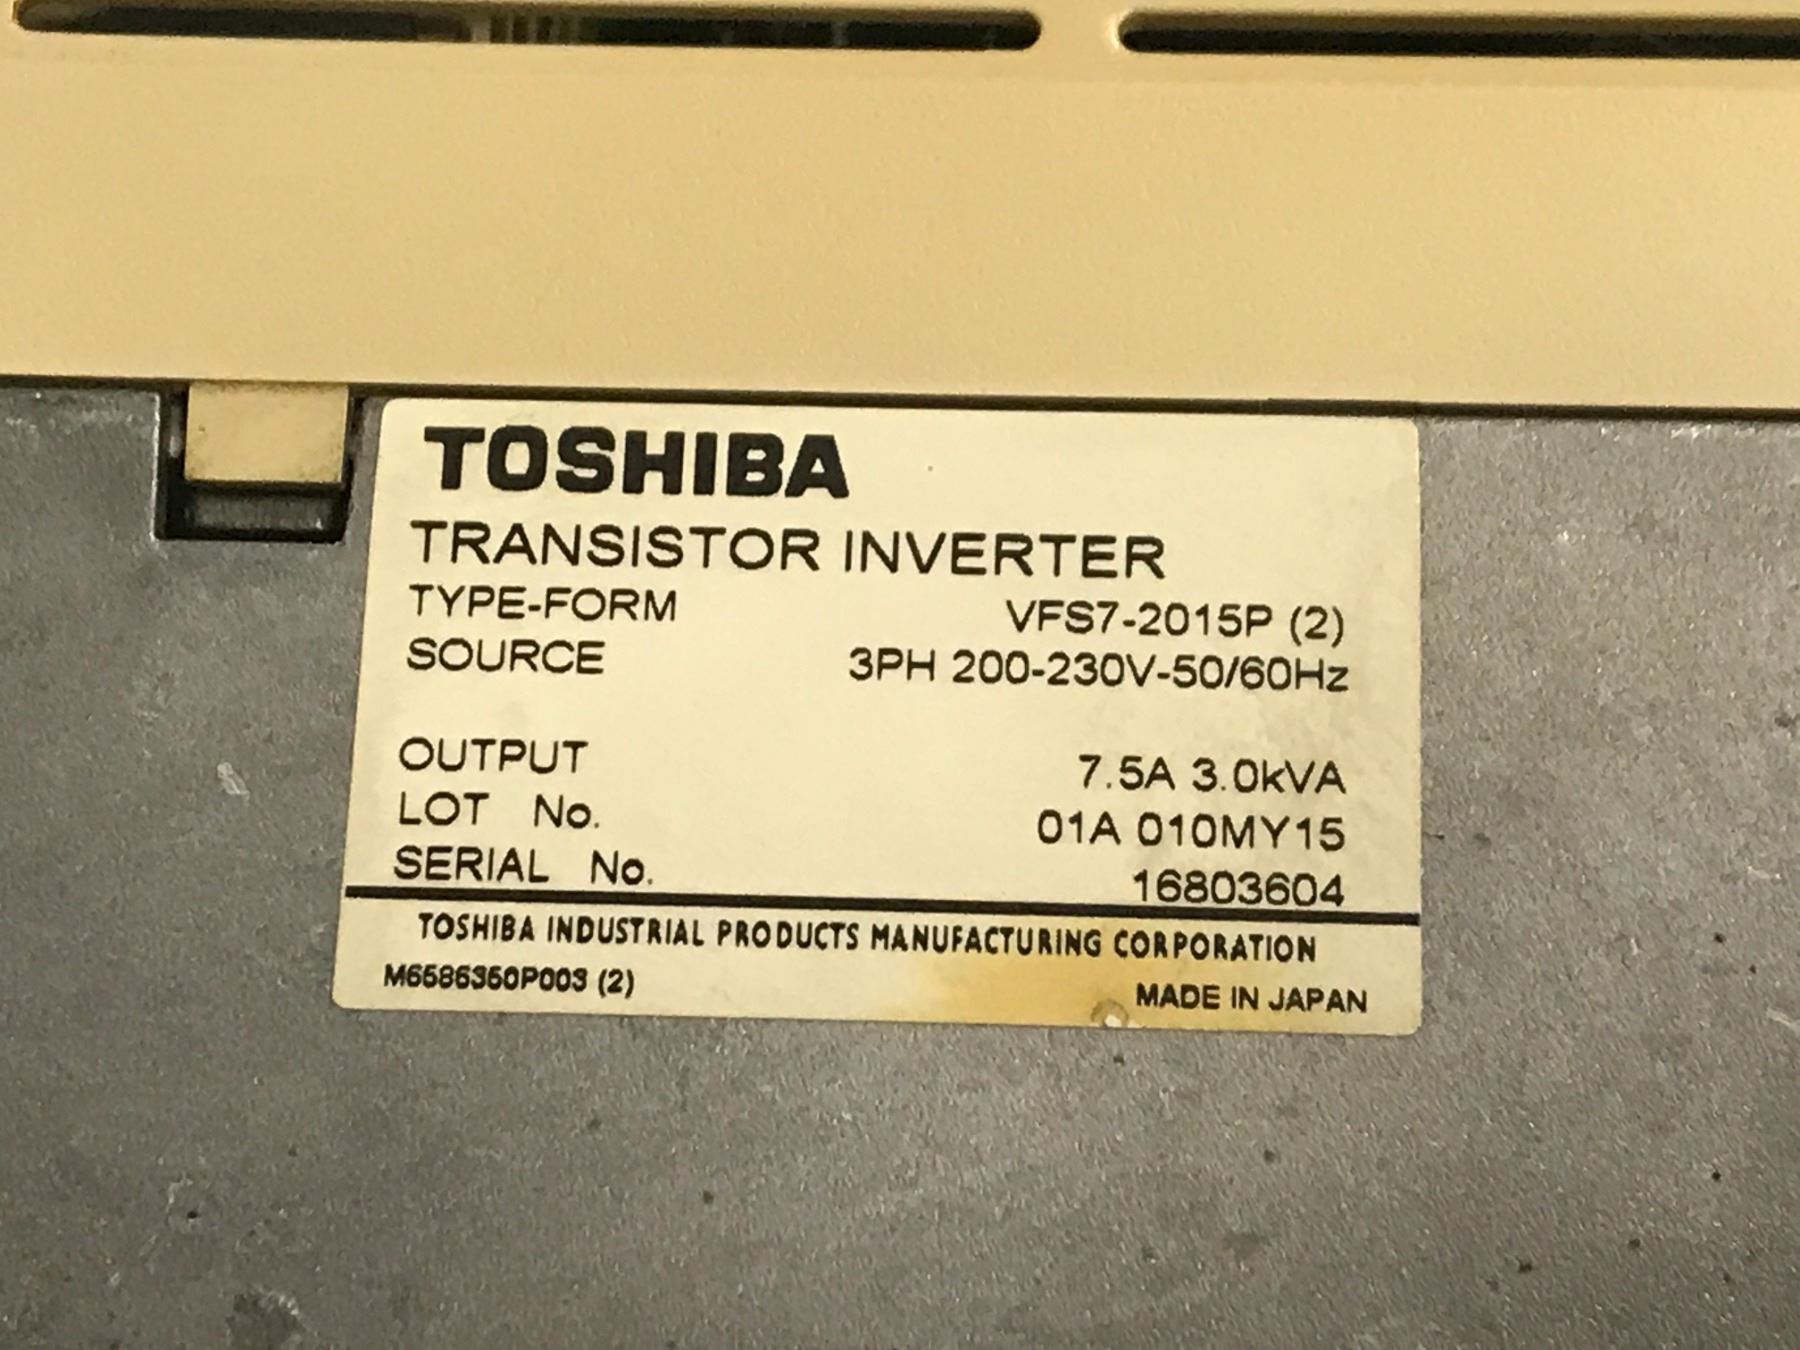 TOSHIBA
TRANSISTOR INVERTER
TYPE-FORM VFS7-2015P (2)
SOURCE 3PH 200-230V-50/60Hz
OUTPUT 7.5A 3.0kVA
LOT No. 01A 010MY15
SERIAL No. 16803604
TOSHIBA INDUSTRIAL PRODUCTS MANUFACTURING CORPORATION
M6586350P003 (2) MADE IN JAPAN